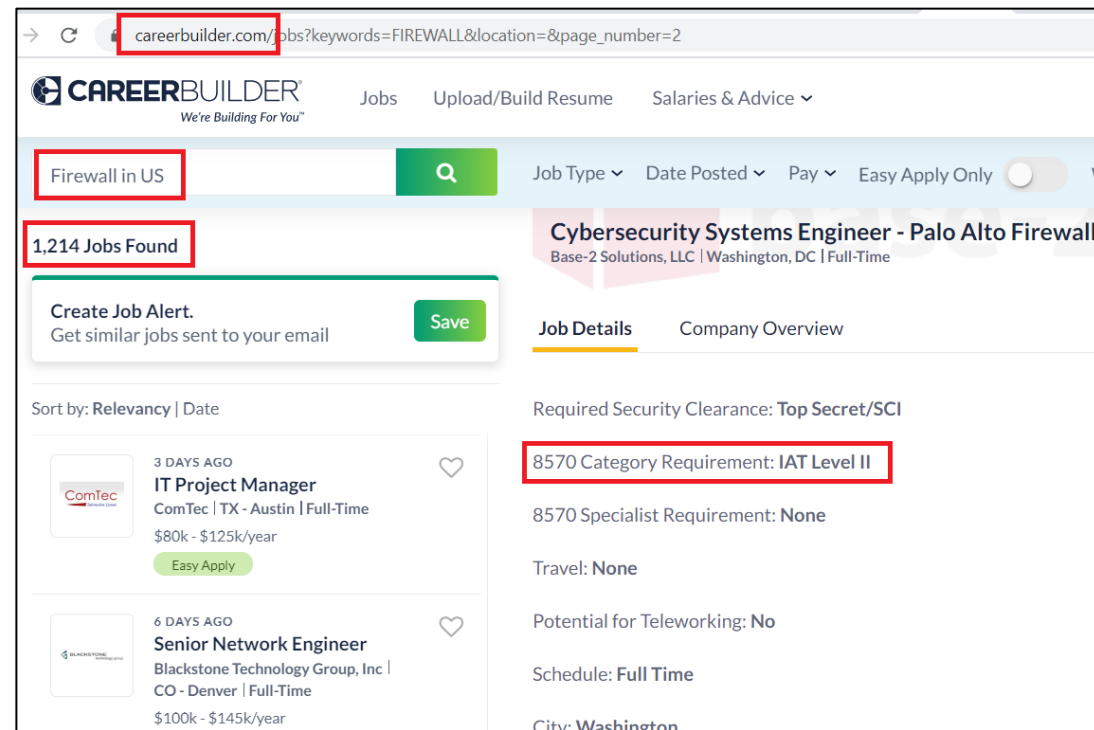 careerbuilder.com/jobs?keywords=FIREWALL&location=&page_number=2
CAREERBUILDER®
We're Building For You™
Jobs Upload/Build Resume Salaries & Advice
Firewall in US
Job Type Date Posted Pay Easy Apply Only
1,214 Jobs Found
base-2
Cybersecurity Systems Engineer - Palo Alto Firewall
Base-2 Solutions, LLC | Washington, DC | Full-Time
Create Job Alert.
Get similar jobs sent to your email
Save
Job Details Company Overview
Sort by: Relevancy | Date
3 DAYS AGO
IT Project Manager
ComTec | TX - Austin | Full-Time
$80k - $125k/year
Easy Apply
ComTec
6 DAYS AGO
Senior Network Engineer
Blackstone Technology Group, Inc |
CO - Denver | Full-Time
$100k - $145k/year
BLACKSTONE
technology group
Required Security Clearance: Top Secret/SCI
8570 Category Requirement: IAT Level II
8570 Specialist Requirement: None
Travel: None
Potential for Teleworking: No
Schedule: Full Time
City: Washington